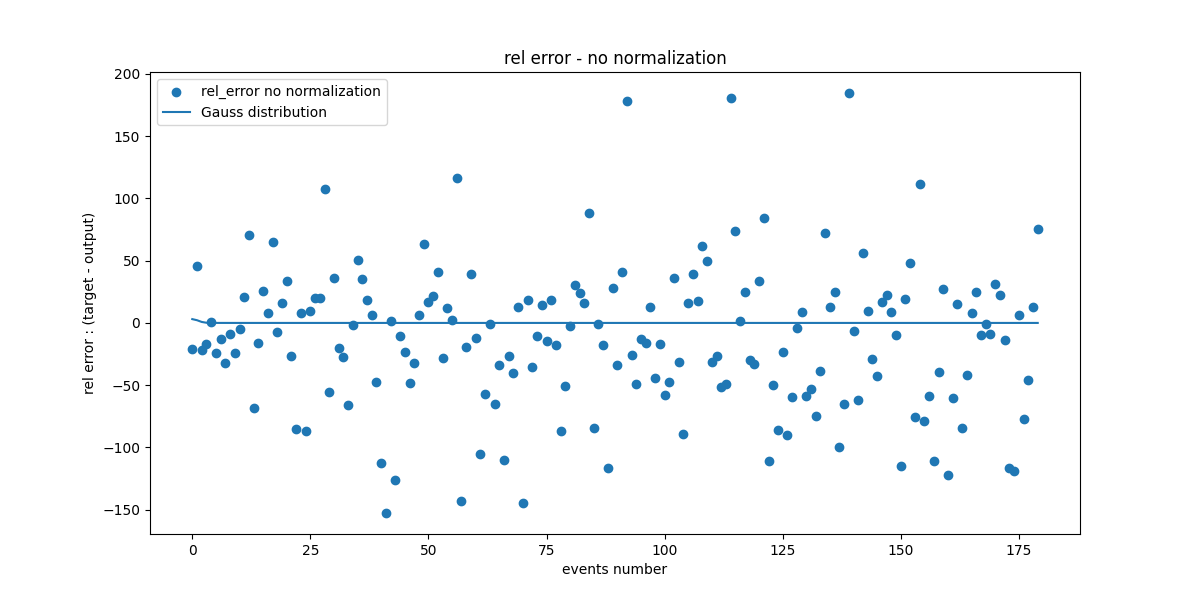 rel error - no normalization
rel_error no normalization
Gauss distribution
rel error : (target - output)
200
150
100
50
0
−50
−100
−150
0 25 50 75 100 125 150 175
events number